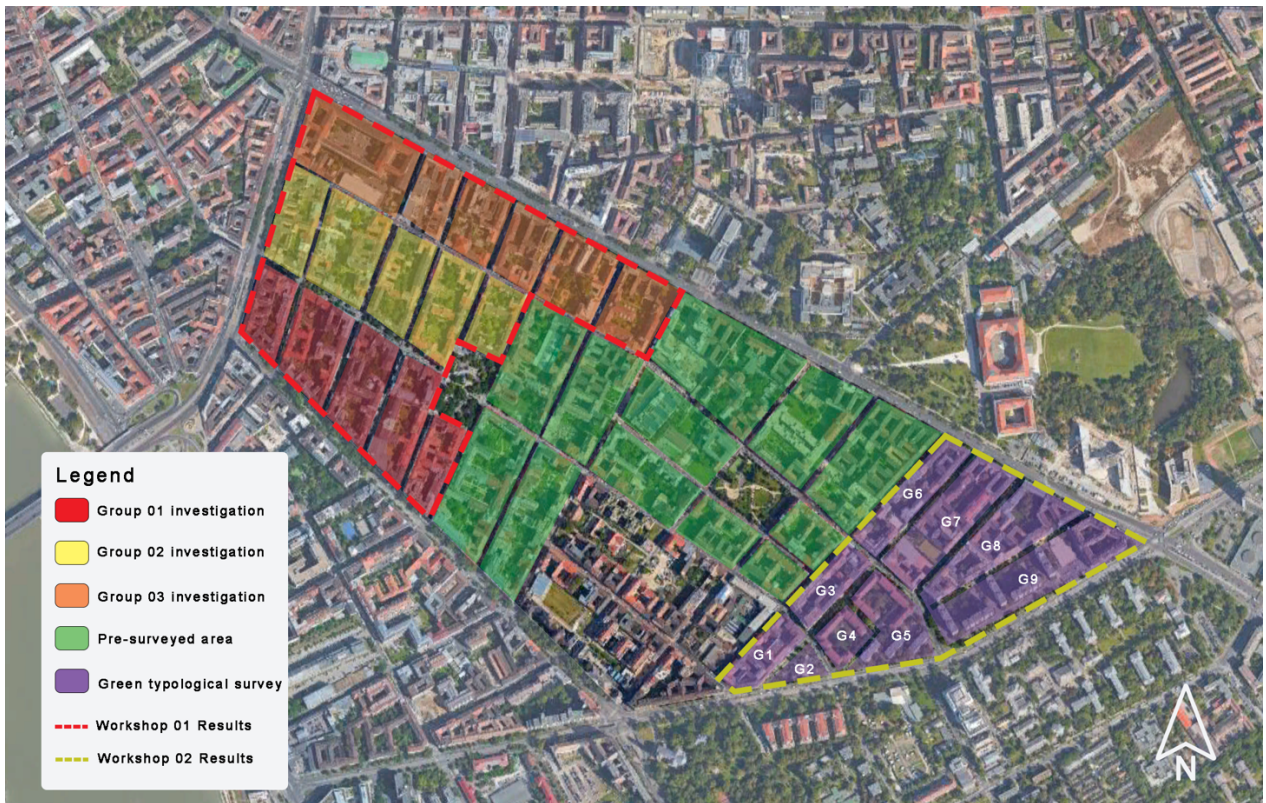 G6
G7
G8
G9
G3
G4
G5
G1
G2
Legend
Group 01 investigation
Group 02 investigation
Group 03 investigation
Pre-surveyed area
Green typological survey
Workshop 01 Results
Workshop 02 Results
N